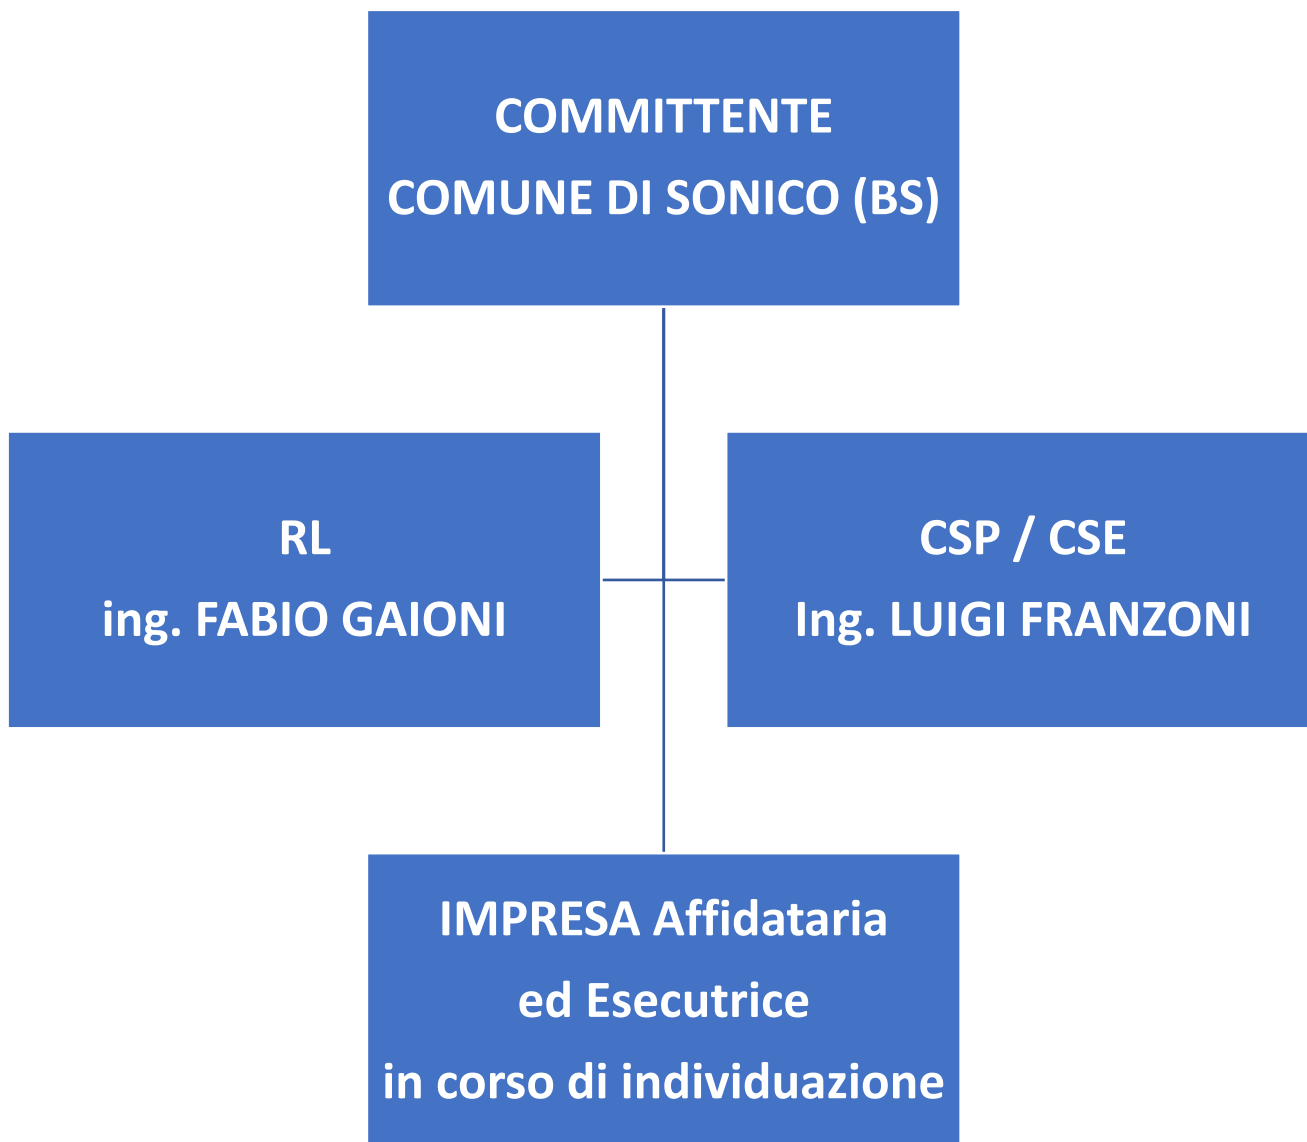 COMMITTENTE
COMUNE DI SONICO (BS)
RL
ing. FABIO GAIONI
CSP / CSE
Ing. LUIGI FRANZONI
IMPRESA Affidataria
ed Esecutrice
in corso di individuazione